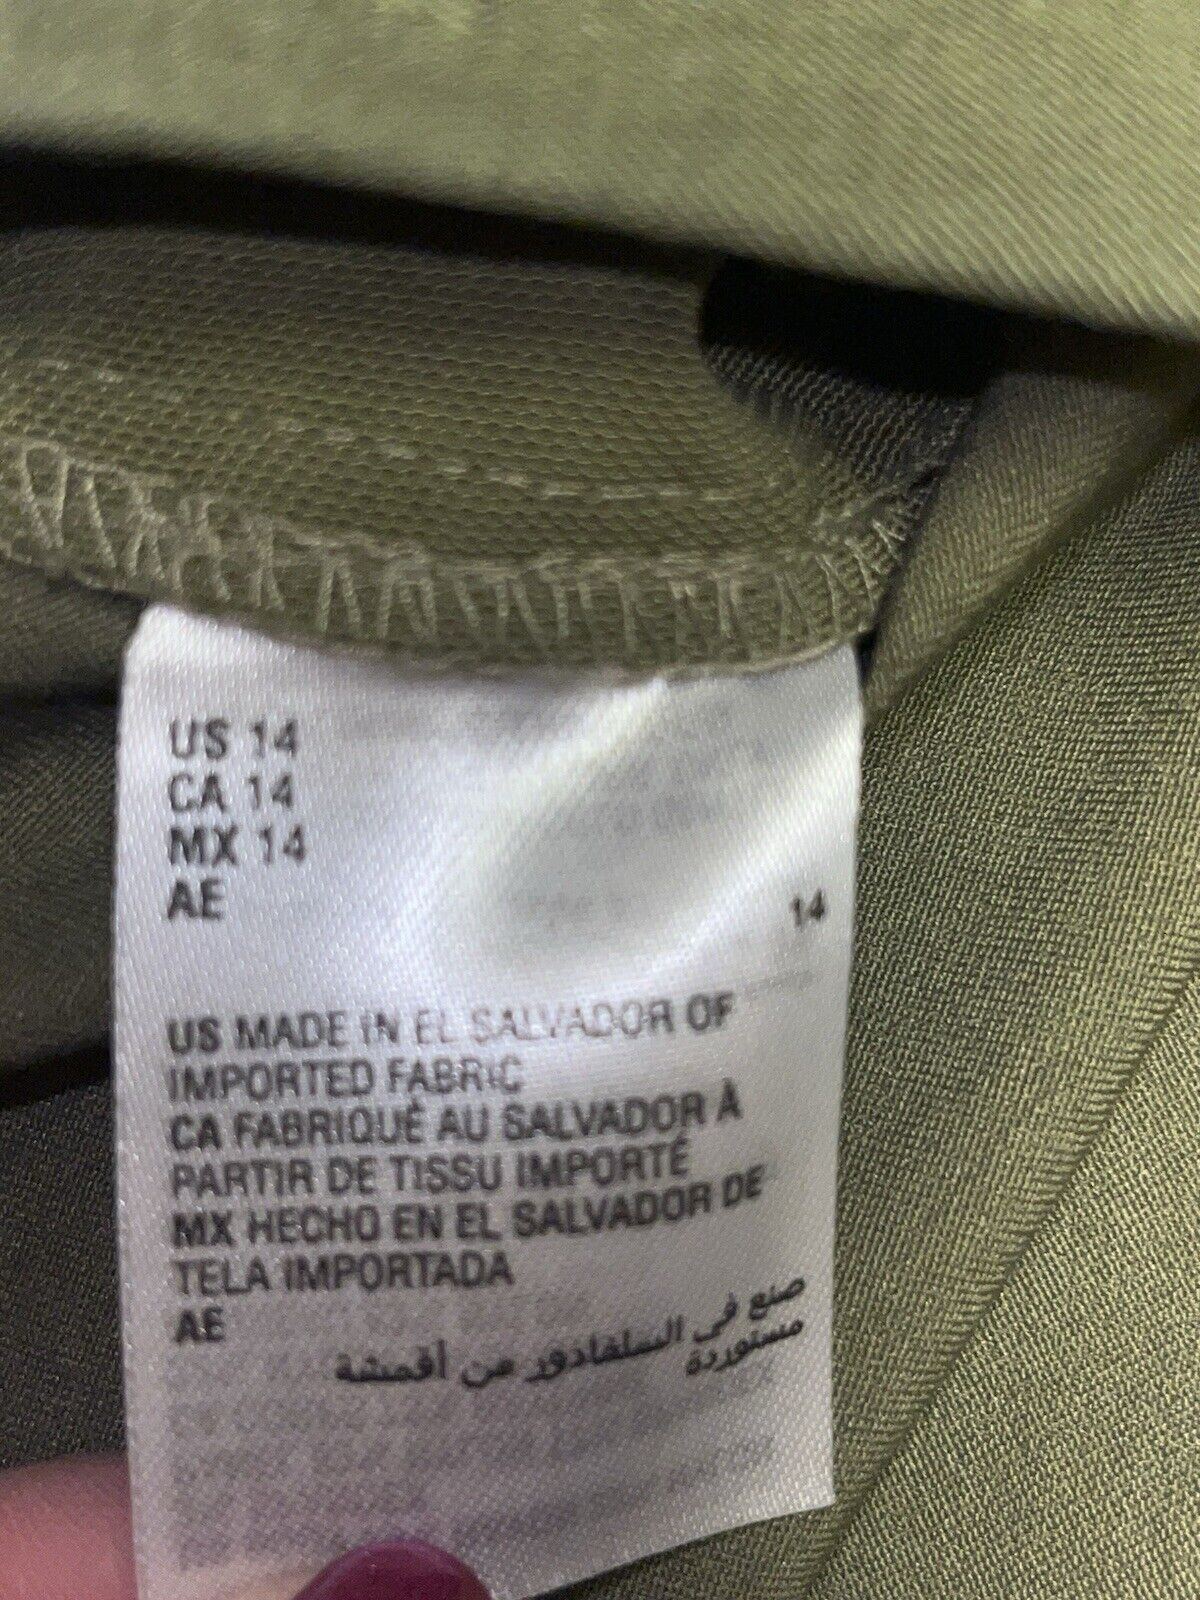 US 14
CA 14
MX 14
AE
14
US MADE IN EL SALVADOR OF
IMPORTED FABRIC
CA FABRIQUÉ AU SALVADOR À
PARTIR DE TISSU IMPORTÉ
MX HECHO EN EL SALVADOR DE
TELA IMPORTADA
AE
صنع في السلفادور من أقمشة
مستوردة